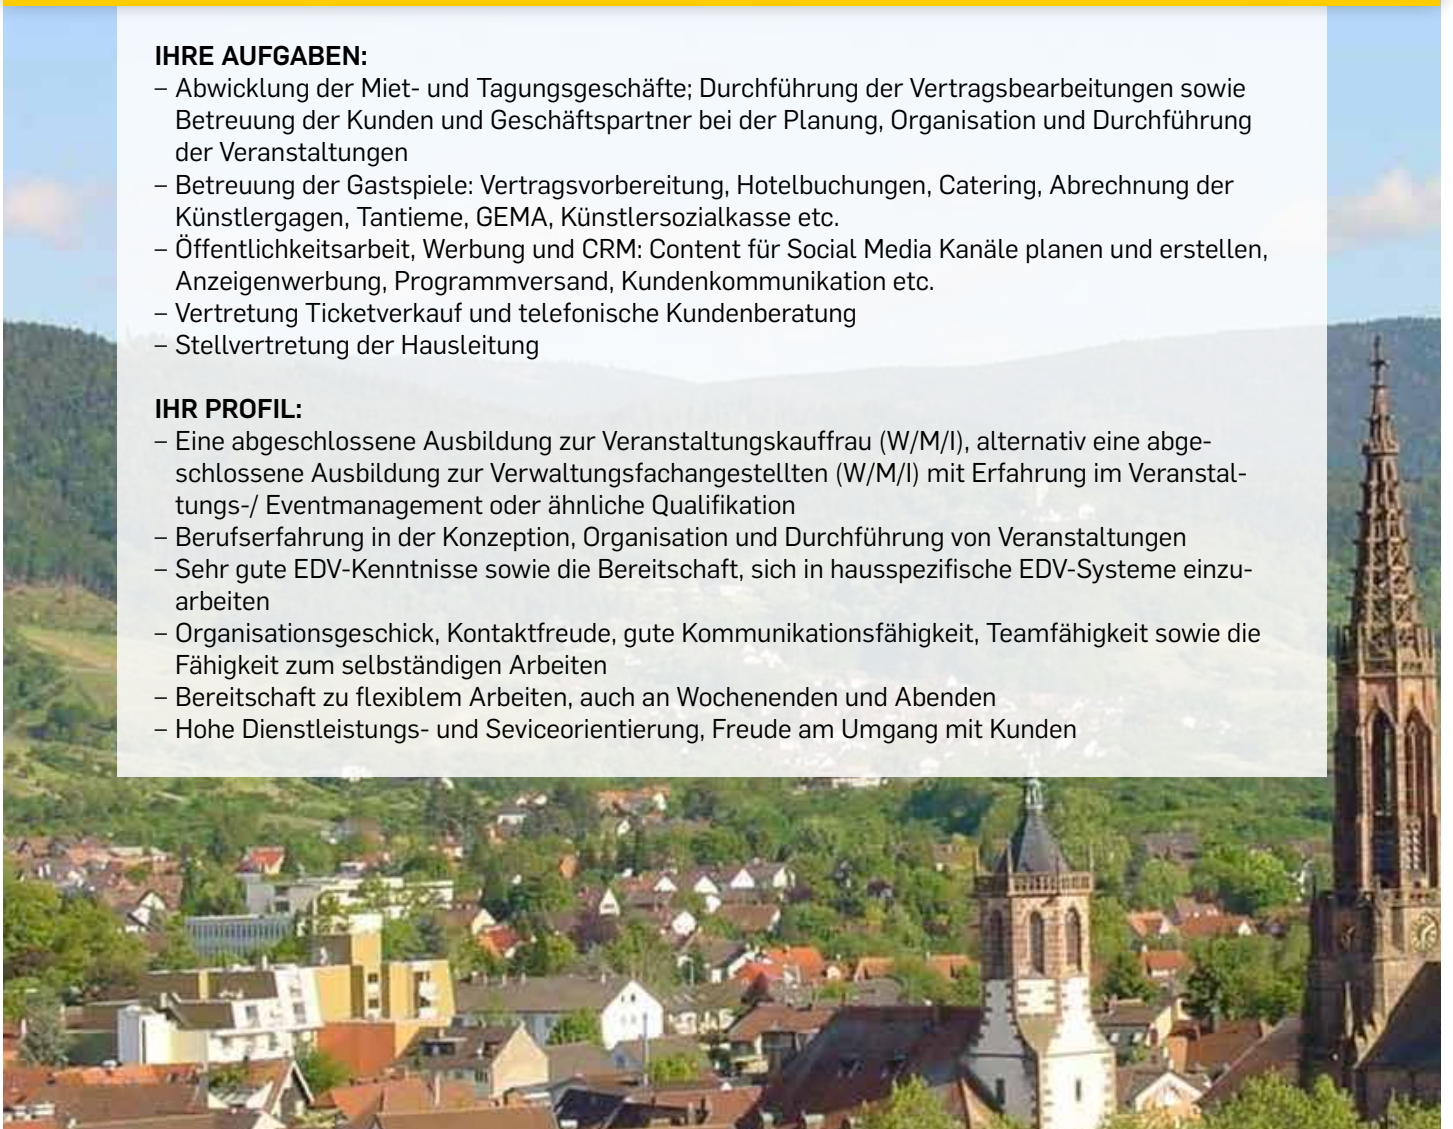 IHRE AUFGABEN:
– Abwicklung der Miet- und Tagungsgeschäfte; Durchführung der Vertragsbearbeitungen sowie
Betreuung der Kunden und Geschäftspartner bei der Planung, Organisation und Durchführung
der Veranstaltungen
– Betreuung der Gastspiele: Vertragsvorbereitung, Hotelbuchungen, Catering, Abrechnung der
Künstlergagen, Tantieme, GEMA, Künstlersozialkasse etc.
– Öffentlichkeitsarbeit, Werbung und CRM: Content für Social Media Kanäle planen und erstellen,
Anzeigenwerbung, Programmversand, Kundenkommunikation etc.
– Vertretung Ticketverkauf und telefonische Kundenberatung
– Stellvertretung der Hausleitung
IHR PROFIL:
– Eine abgeschlossene Ausbildung zur Veranstaltungskauffrau (W/M/I), alternativ eine abge-
schlossene Ausbildung zur Verwaltungsfachangestellten (W/M/I) mit Erfahrung im Veranstal-
tungs-/ Eventmanagement oder ähnliche Qualifikation
– Berufserfahrung in der Konzeption, Organisation und Durchführung von Veranstaltungen
– Sehr gute EDV-Kenntnisse sowie die Bereitschaft, sich in hausspezifische EDV-Systeme einzu-
arbeiten
– Organisationsgeschick, Kontaktfreude, gute Kommunikationsfähigkeit, Teamfähigkeit sowie die
Fähigkeit zum selbständigen Arbeiten
– Bereitschaft zu flexiblem Arbeiten, auch an Wochenenden und Abenden
– Hohe Dienstleistungs- und Seviceorientierung, Freude am Umgang mit Kunden